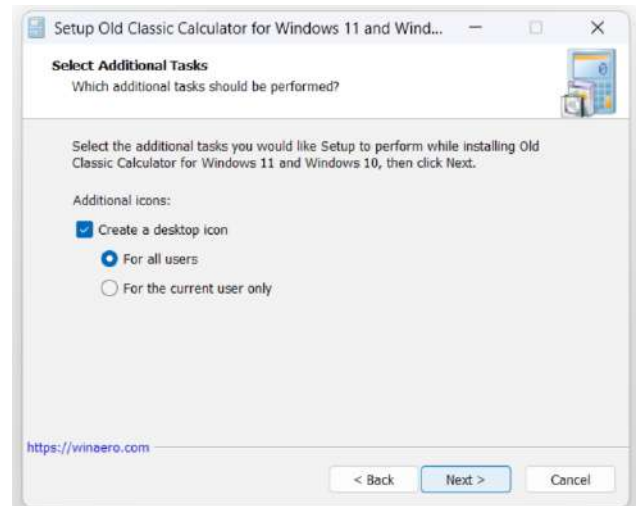 Setup Old Classic Calculator for Windows 11 and Wind...
Select Additional Tasks
Which additional tasks should be performed?
Select the additional tasks you would like Setup to perform while installing Old
Classic Calculator for Windows 11 and Windows 10, then click Next.
Additional icons:
Create a desktop icon
For all users
For the current user only
https://winaero.com
< Back Next > Cancel